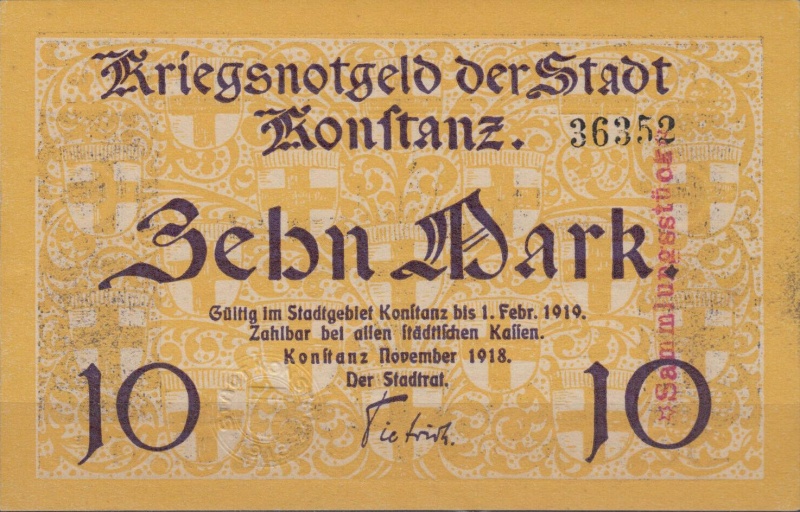 Kriegsnotgeld der Stadt
Konstanz.
36352
Zehn Mark.
Gültig im Stadtgebiet Konstanz bis 1. Febr. 1919.
Zahlbar bei allen städtischen Kassen.
Konstanz November 1918.
Der Stadtrat.
Dietrich.
10
10
Sammlungsstück